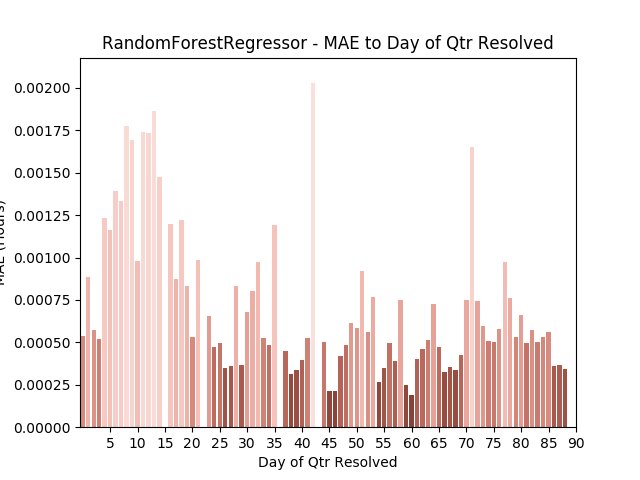 RandomForestRegressor - MAE to Day of Qtr Resolved
MAE (Hours)
0.00200
0.00175
0.00150
0.00125
0.00100
0.00075
0.00050
0.00025
0.00000
5 10 15 20 25 30 35 40 45 50 55 60 65 70 75 80 85 90
Day of Qtr Resolved